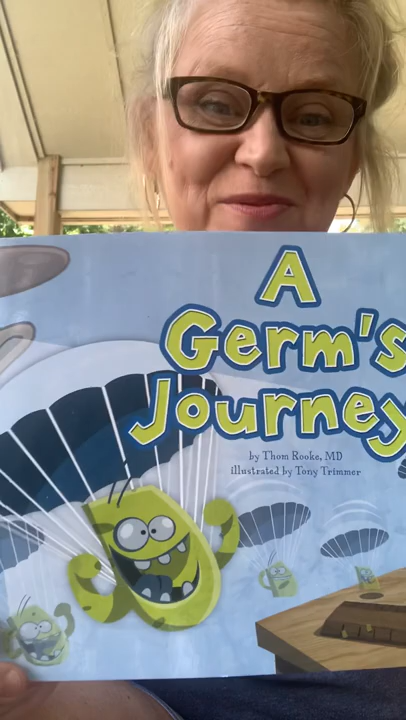 A
Germ's
Journey
by Thom Rooke, MD
illustrated by Tony Trimmer